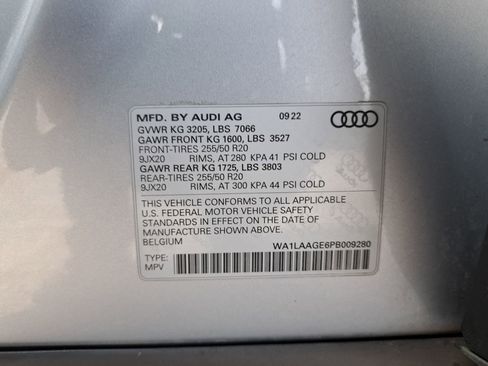 MFD. BY AUDI AG 09 22
GVWR KG 3205, LBS 7066
GAWR FRONT KG 1600, LBS 3527
FRONT-TIRES 255/50 R20
9JX20 RIMS, AT 280 KPA 41 PSI COLD
GAWR REAR KG 1725, LBS 3803
REAR-TIRES 255/50 R20
9JX20 RIMS, AT 300 KPA 44 PSI COLD
THIS VEHICLE CONFORMS TO ALL APPLICABLE
U.S. FEDERAL MOTOR VEHICLE SAFETY
STANDARDS IN EFFECT ON THE DATE OF
MANUFACTURE SHOWN ABOVE.
BELGIUM WA1LAAGE6PB009280
TYPE:
MPV